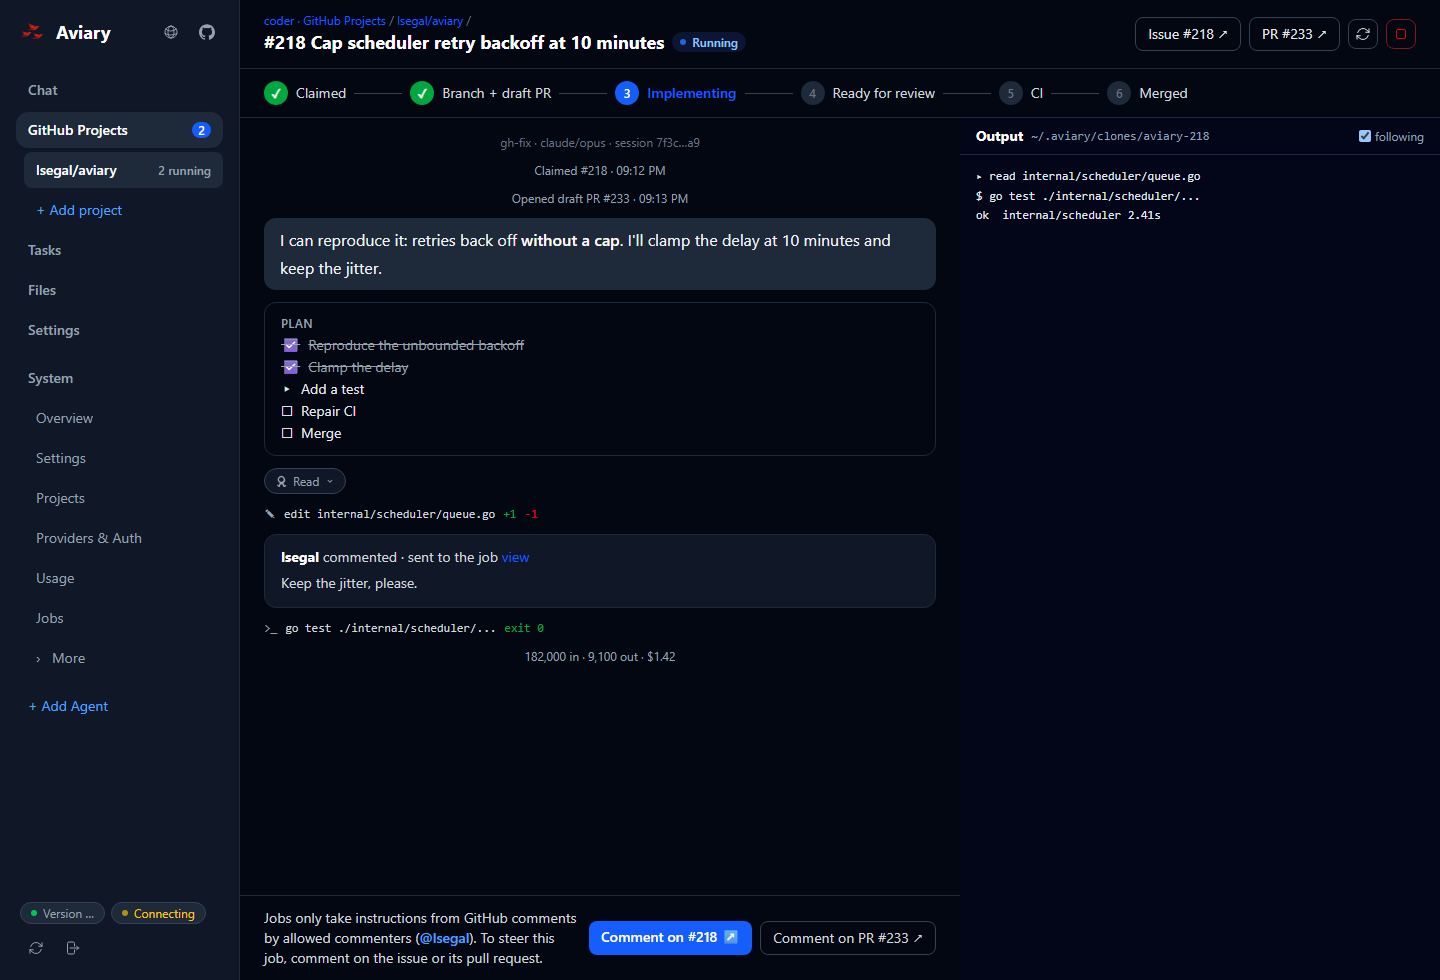 Aviary
Chat
GitHub Projects 2
lsegal/aviary 2 running
+ Add project
Tasks
Files
Settings
System
Overview
Settings
Projects
Providers & Auth
Usage
Jobs
› More
+ Add Agent
Version ...
Connecting
coder · GitHub Projects / lsegal/aviary /
#218 Cap scheduler retry backoff at 10 minutes
Running
Issue #218 ↗
PR #233 ↗
✓ Claimed
✓ Branch + draft PR
3 Implementing
4 Ready for review
5 CI
6 Merged
gh-fix · claude/opus · session 7f3c…a9
Claimed #218 · 09:12 PM
Opened draft PR #233 · 09:13 PM
I can reproduce it: retries back off without a cap. I'll clamp the delay at 10 minutes and
keep the jitter.
PLAN
☑ Reproduce the unbounded backoff
☑ Clamp the delay
▸ Add a test
☐ Repair CI
☐ Merge
Read
edit internal/scheduler/queue.go +1 -1
lsegal commented · sent to the job view
Keep the jitter, please.
>_ go test ./internal/scheduler/... exit 0
182,000 in · 9,100 out · $1.42
Jobs only take instructions from GitHub comments
by allowed commenters (@lsegal). To steer this
job, comment on the issue or its pull request.
Comment on #218 ↗
Comment on PR #233 ↗
Output ~/.aviary/clones/aviary-218
following
▸ read internal/scheduler/queue.go
$ go test ./internal/scheduler/...
ok internal/scheduler 2.41s